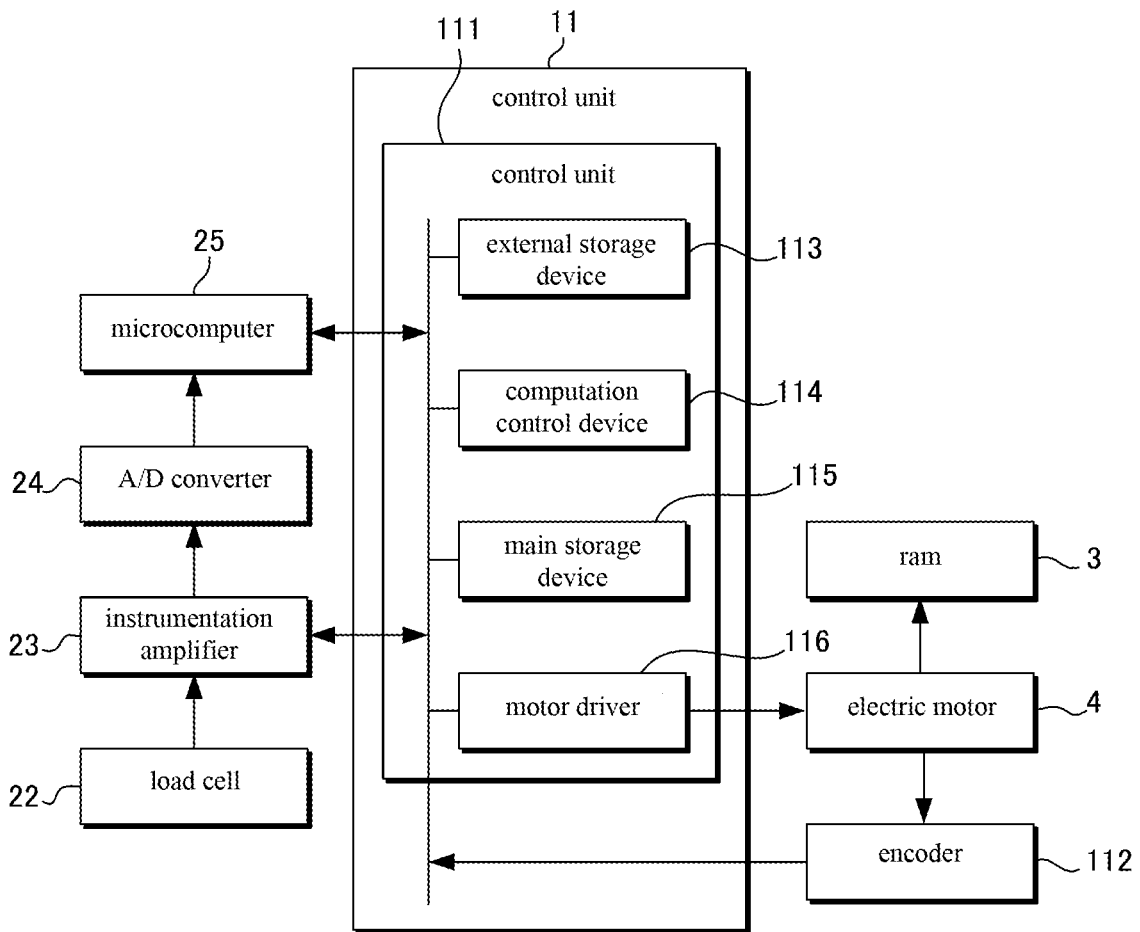 11
111
control unit
control unit
25
external storage
device
113
microcomputer
computation
control device
114
24
A/D converter
115
main storage
device
ram
3
23
instrumentation
amplifier
116
motor driver
electric motor
4
22
load cell
encoder
112